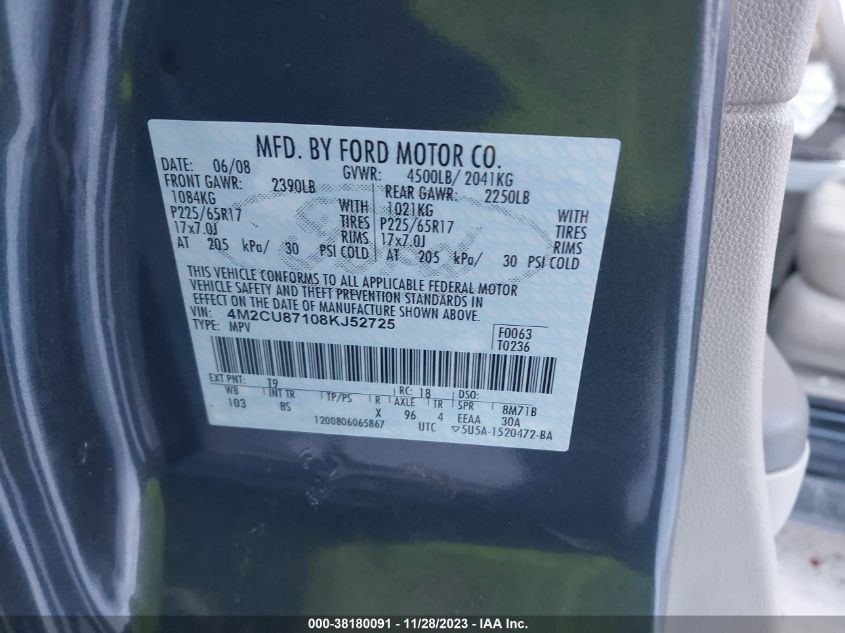 MFD. BY FORD MOTOR CO.
DATE: 06/08 GVWR: 4500LB/ 2041KG
FRONT GAWR: 2390LB REAR GAWR: 2250LB
1084KG WITH 1021KG WITH
P225/65R17 TIRES P225/65R17 TIRES
17x7.0J RIMS 17x7.0J RIMS
AT 205 kPa/ 30 PSI COLD AT 205 kPa/ 30 PSI COLD
Ford
THIS VEHICLE CONFORMS TO ALL APPLICABLE FEDERAL MOTOR
VEHICLE SAFETY AND THEFT PREVENTION STANDARDS IN
EFFECT ON THE DATE OF MANUFACTURE SHOWN ABOVE.
VIN: 4M2CU87108KJ52725 F0063
TYPE: MPV T0236
EXT PNT: T9 RC: 18 DSO:
WB INT TR TP/PS R AXLE TR SPR 8M71B
103 BS X 96 4 EEAA 30A
1200806065867 UTC ▽5U5A-1520472-BA
000-38180091 - 11/28/2023 - IAA Inc.